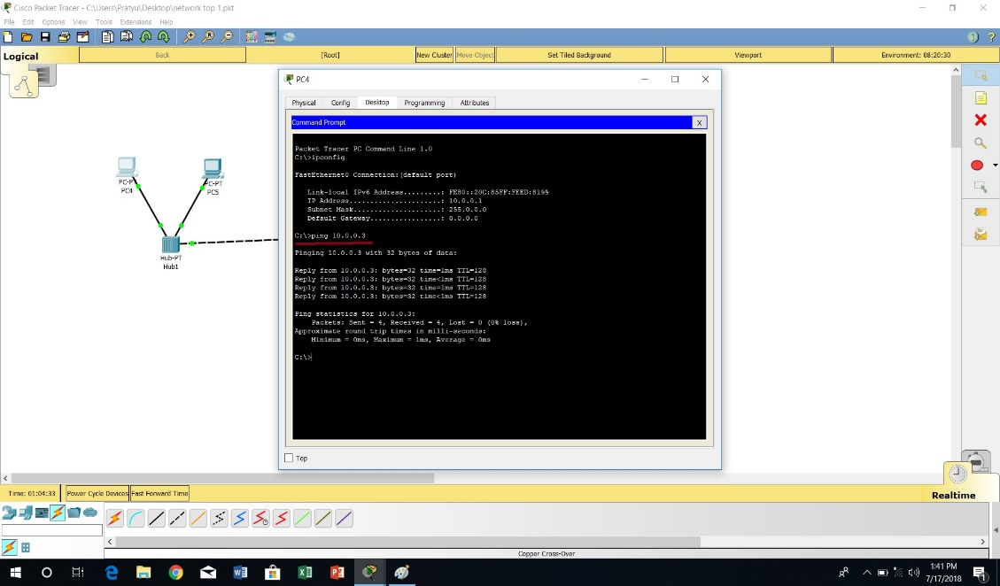 Cisco Packet Tracer - C:\Users\Pratyu\Desktop\network top 1.pkt
File Edit Options View Tools Extensions Help
Logical
Back
[Root]
New Cluster
Move Object
Set Tiled Background
Viewport
Environment: 08:20:30
PC4
Physical Config Desktop Programming Attributes
Command Prompt
X
Packet Tracer PC Command Line 1.0
C:\>ipconfig
FastEthernet0 Connection:(default port)
Link-local IPv6 Address.........: FE80::20C:85FF:FEED:8199
IP Address......................: 10.0.0.1
Subnet Mask.....................: 255.0.0.0
Default Gateway.................: 0.0.0.0
C:\>ping 10.0.0.3
Pinging 10.0.0.3 with 32 bytes of data:
Reply from 10.0.0.3: bytes=32 time=1ms TTL=128
Reply from 10.0.0.3: bytes=32 time<1ms TTL=128
Reply from 10.0.0.3: bytes=32 time=1ms TTL=128
Reply from 10.0.0.3: bytes=32 time<1ms TTL=128
Ping statistics for 10.0.0.3:
Packets: Sent = 4, Received = 4, Lost = 0 (0% loss),
Approximate round trip times in milli-seconds:
Minimum = 0ms, Maximum = 1ms, Average = 0ms
C:\>
Top
PC-PT
PC4
PC-PT
PC5
Hub-PT
Hub1
Time: 01:04:33
Power Cycle Devices
Fast Forward Time
Realtime
Copper Cross-Over
1:41 PM
7/17/2018
1